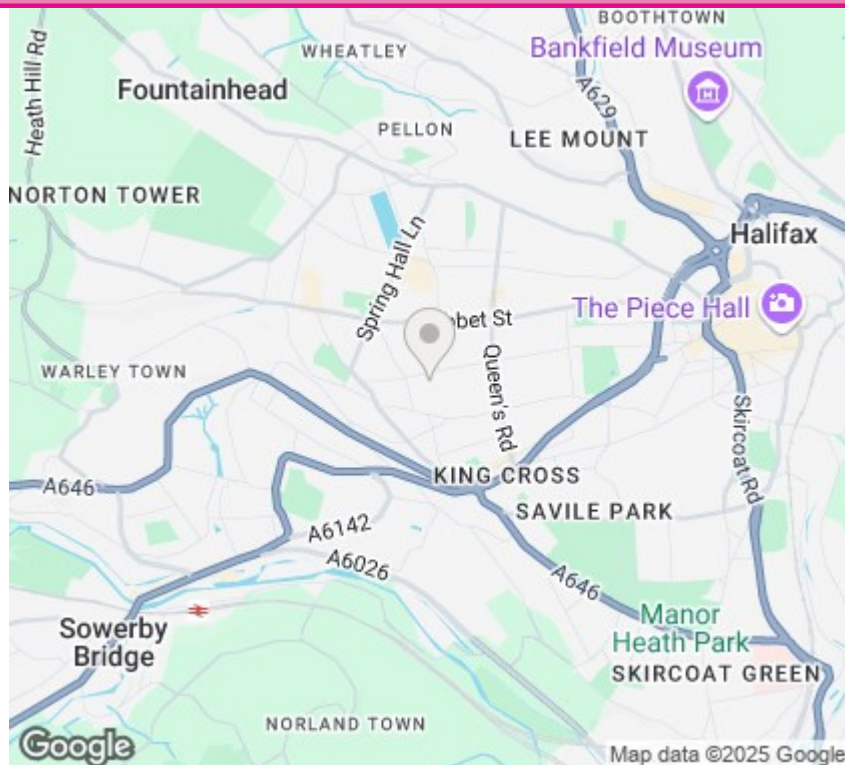 BOOTHTOWN
Heath Hill Rd
WHEATLEY
Bankfield Museum
Fountainhead
A629
PELLON
LEE MOUNT
NORTON TOWER
Spring Hall Ln
Halifax
The Piece Hall
bet St
Queen's Rd
WARLEY TOWN
Skircoat Rd
KING CROSS
A646
SAVILE PARK
A6142
A6026
A646
Sowerby
Bridge
Manor
Heath Park
SKIRCOAT GREEN
NORLAND TOWN
Google
Map data ©2025 Google